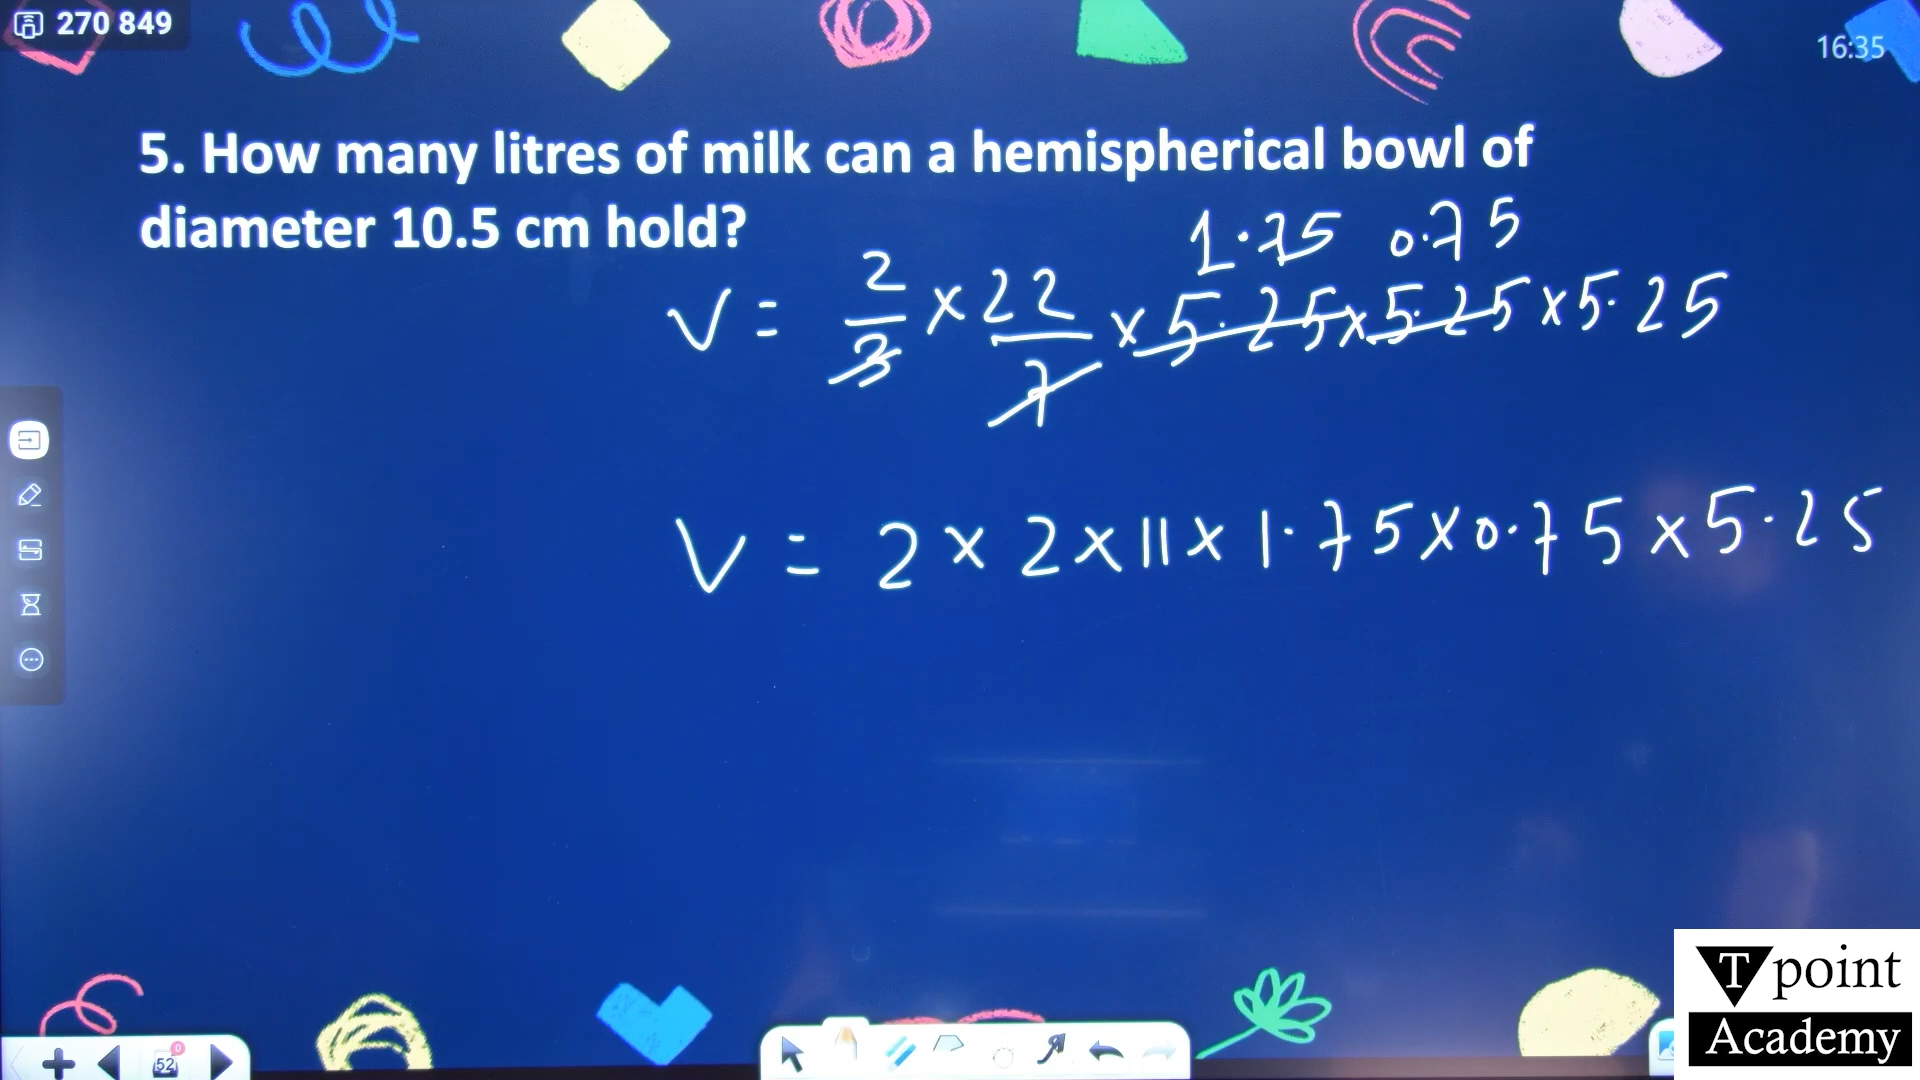 270 849
16:35
5. How many litres of milk can a hemispherical bowl of
diameter 10.5 cm hold?
1.75 0.75
V = 2/3 × 22/7 × 5.25 × 5.25 × 5.25
V = 2 × 2 × 11 × 1.75 × 0.75 × 5.25
52
0
T point
Academy